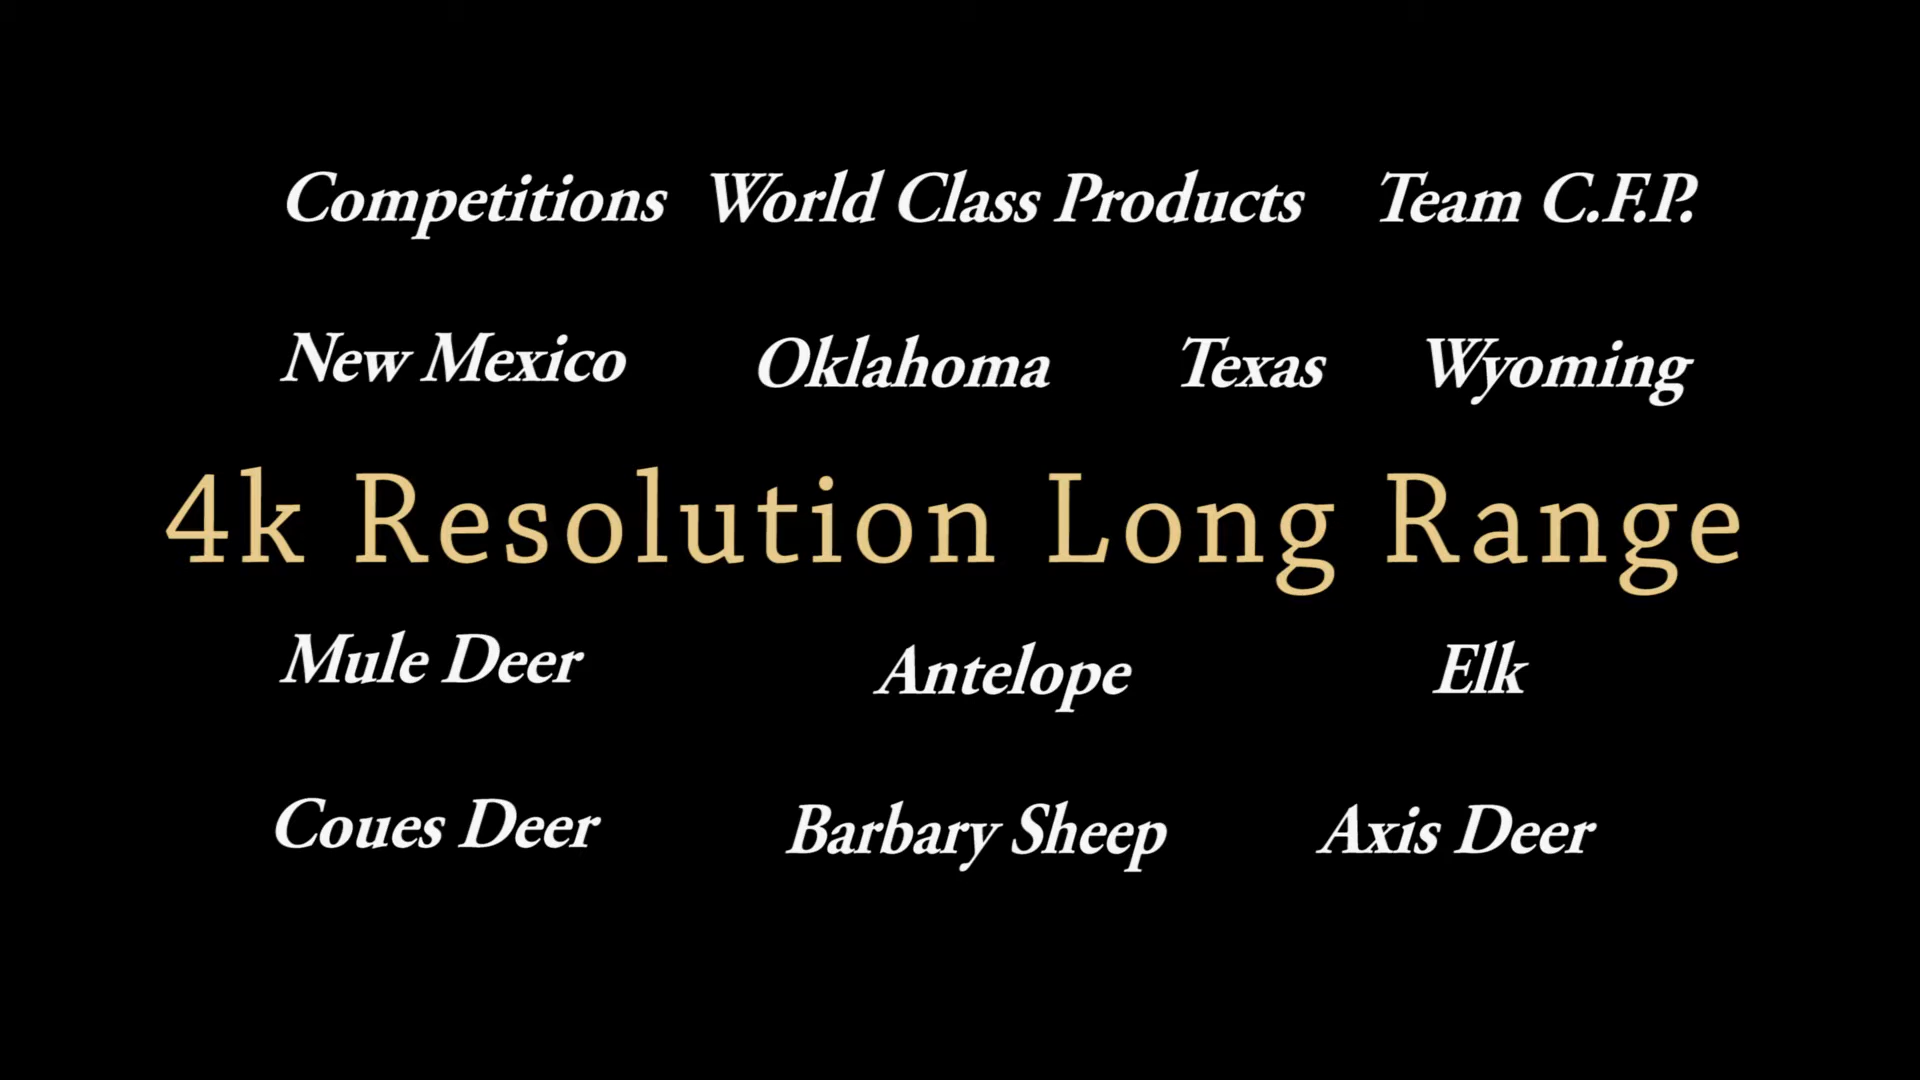 Competitions World Class Products Team C.F.P.
New Mexico Oklahoma Texas Wyoming
4k Resolution Long Range
Mule Deer Antelope Elk
Coues Deer Barbary Sheep Axis Deer